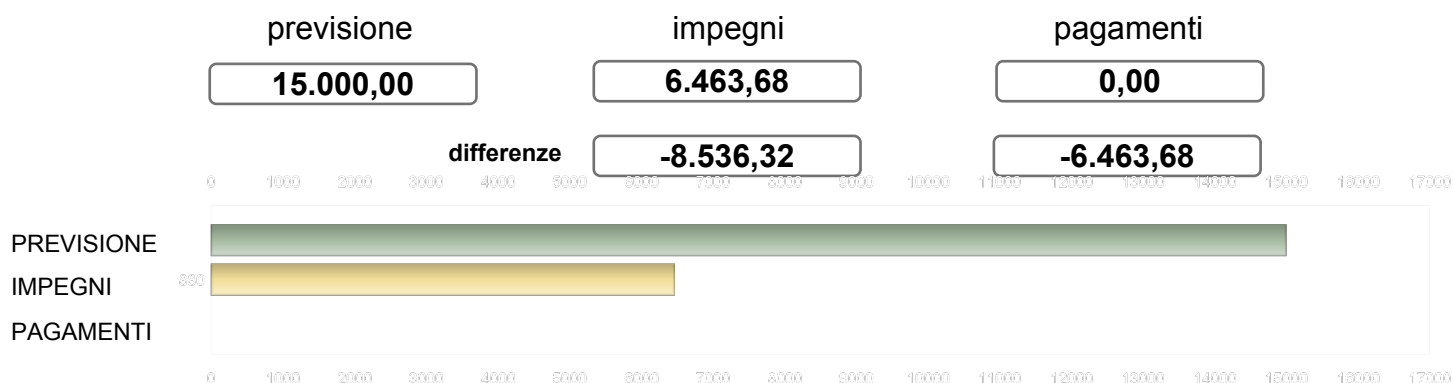 previsione impegni pagamenti
15.000,00 6.463,68 0,00
differenze -8.536,32 -6.463,68
0 1000 2000 3000 4000 5000 6000 7000 8000 9000 10000 11000 12000 13000 14000 15000 16000 17000
PREVISIONE
IMPEGNI
PAGAMENTI
0 1000 2000 3000 4000 5000 6000 7000 8000 9000 10000 11000 12000 13000 14000 15000 16000 17000